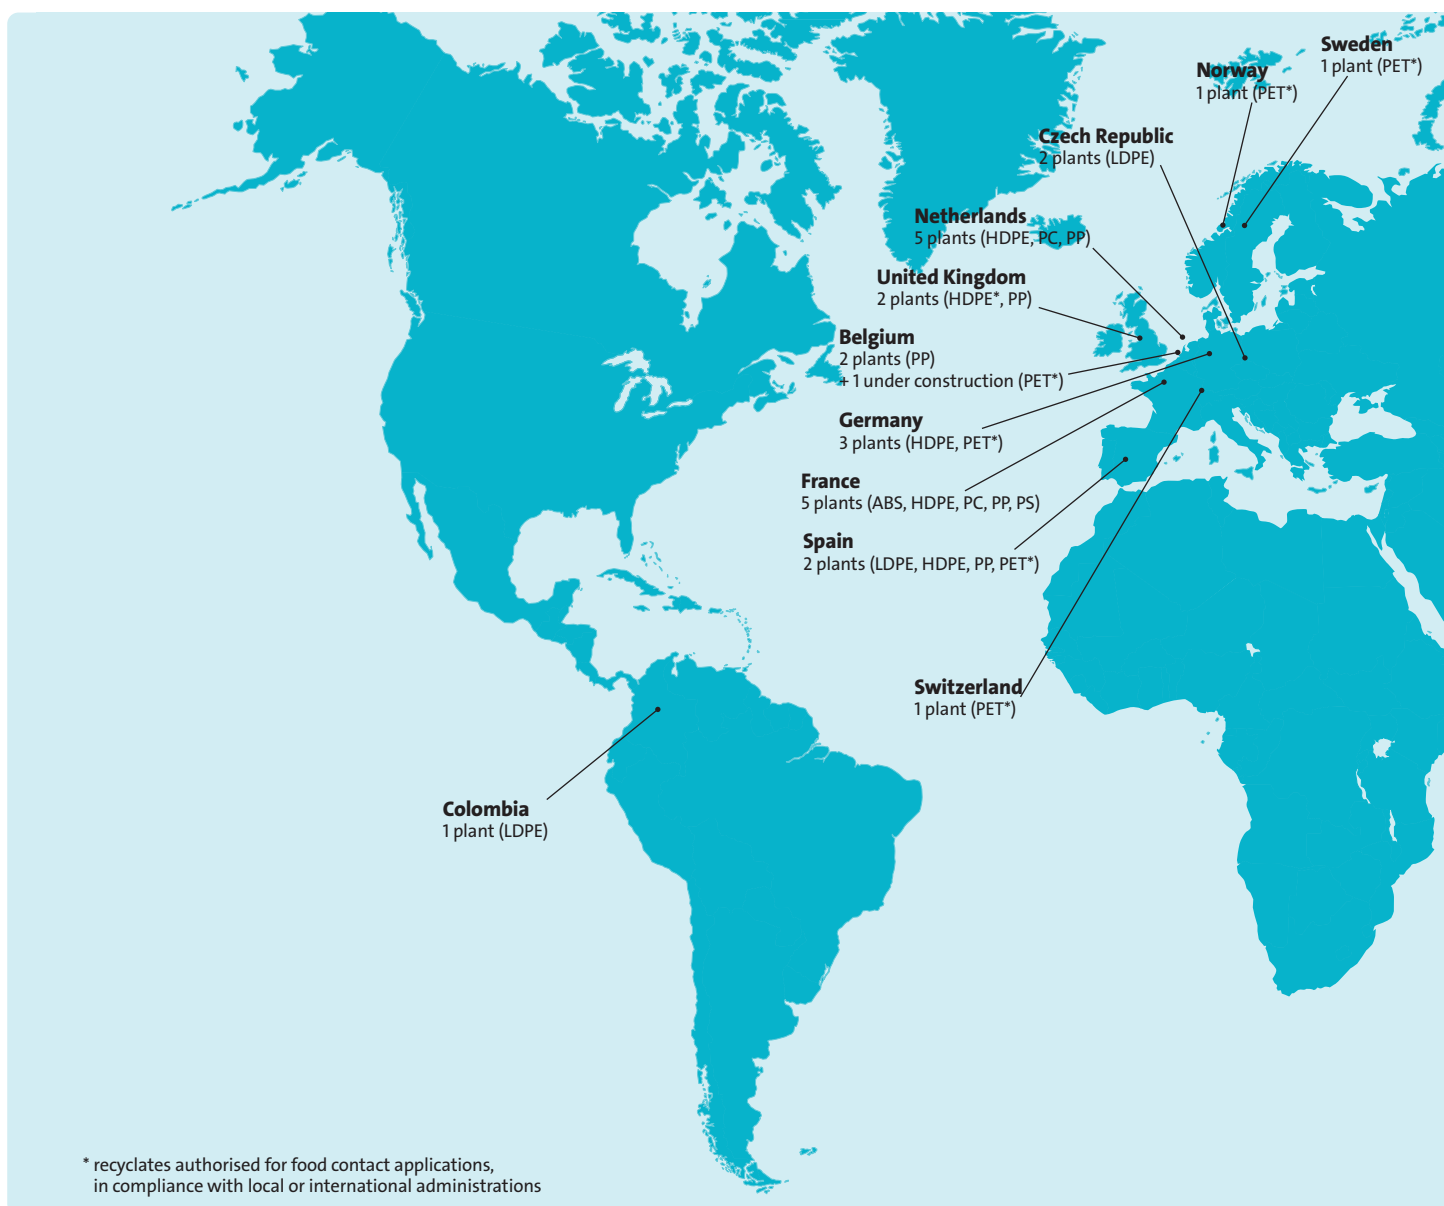 Sweden
1 plant (PET*)
Norway
1 plant (PET*)
Czech Republic
2 plants (LDPE)
Netherlands
5 plants (HDPE, PC, PP)
United Kingdom
2 plants (HDPE*, PP)
Belgium
2 plants (PP)
+ 1 under construction (PET*)
Germany
3 plants (HDPE, PET*)
France
5 plants (ABS, HDPE, PC, PP, PS)
Spain
2 plants (LDPE, HDPE, PP, PET*)
Switzerland
1 plant (PET*)
Colombia
1 plant (LDPE)
* recyclates authorised for food contact applications,
in compliance with local or international administrations